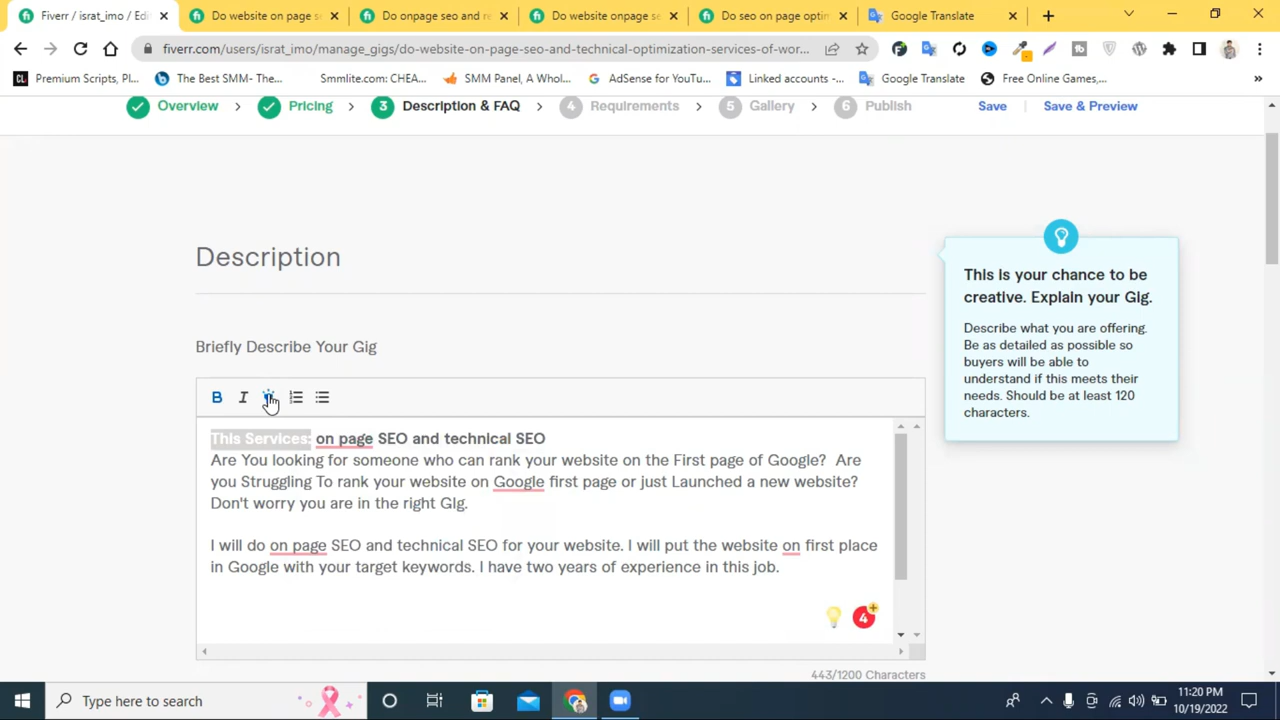 Fiverr / israt_imo / Edi
Do website on page s
Do onpage seo and re
Do website onpage se
Do seo on page optim
Google Translate
fiverr.com/users/israt_imo/manage_gigs/do-website-on-page-seo-and-technical-optimization-services-of-wor...
Premium Scripts, Pl...
The Best SMM- The...
Smmlite.com: CHEA...
SMM Panel, A Whol...
AdSense for YouTu...
Linked accounts -...
Google Translate
Free Online Games,...
»
Overview
Pricing
3 Description & FAQ
4 Requirements
5 Gallery
6 Publish
Save
Save & Preview
Description
Briefly Describe Your Gig
B I
This Services: on page SEO and technical SEO
Are You looking for someone who can rank your website on the First page of Google? Are
you Struggling To rank your website on Google first page or just Launched a new website?
Don't worry you are in the right GIg.
I will do on page SEO and technical SEO for your website. I will put the website on first place
in Google with your target keywords. I have two years of experience in this job.
4
443/1200 Characters
This is your chance to be
creative. Explain your Gig.
Describe what you are offering.
Be as detailed as possible so
buyers will be able to
understand if this meets their
needs. Should be at least 120
characters.
Type here to search
11:20 PM
10/19/2022